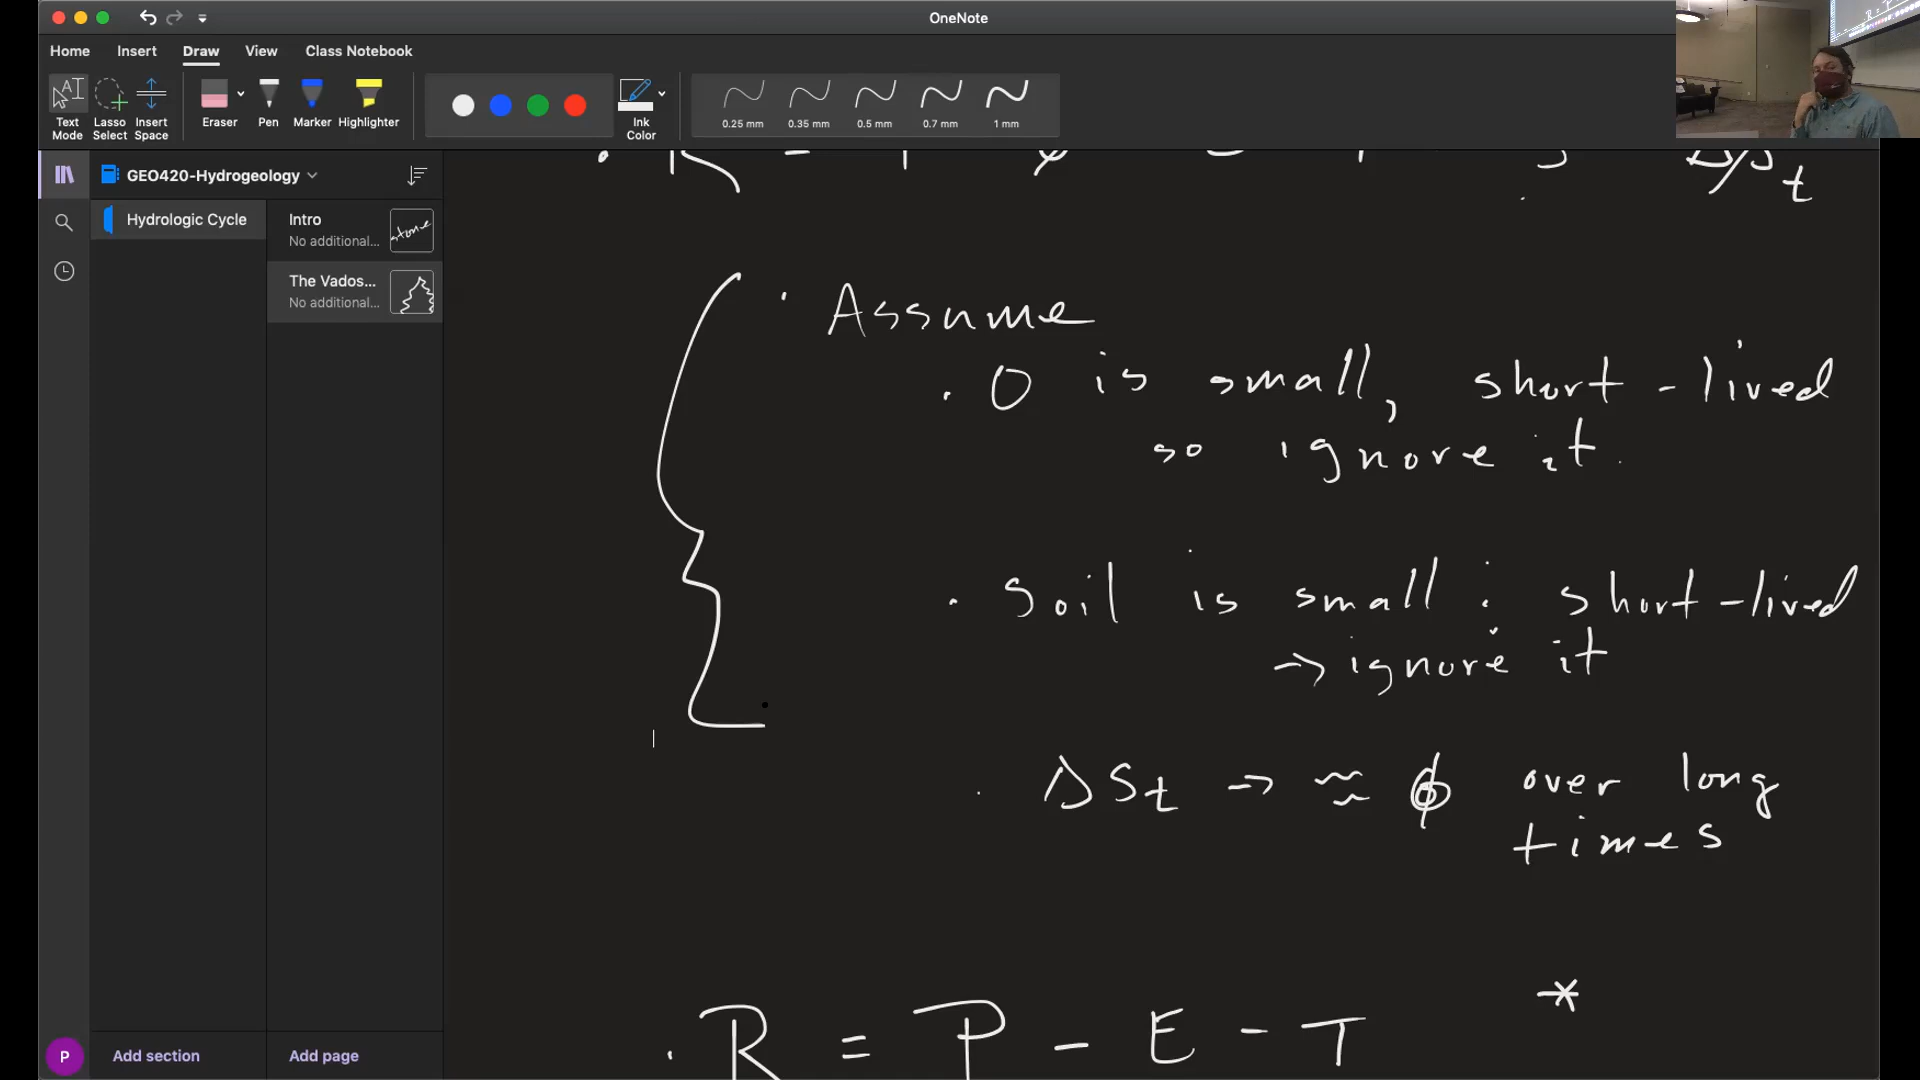 OneNote
Home Insert Draw View Class Notebook
Text Mode
Lasso Select
Insert Space
Eraser
Pen
Marker
Highlighter
Ink Color
0.25 mm
0.35 mm
0.5 mm
0.7 mm
1 mm
GEO420-Hydrogeology
Hydrologic Cycle
Intro
No additional...
The Vados...
No additional...
· Assume
· O is small, short-lived
so ignore it.
· Soil is small ; short-lived
→ ignore it
· ΔSt → ≈ ϕ over long
times
*
· R = P - E - T
P
Add section
Add page